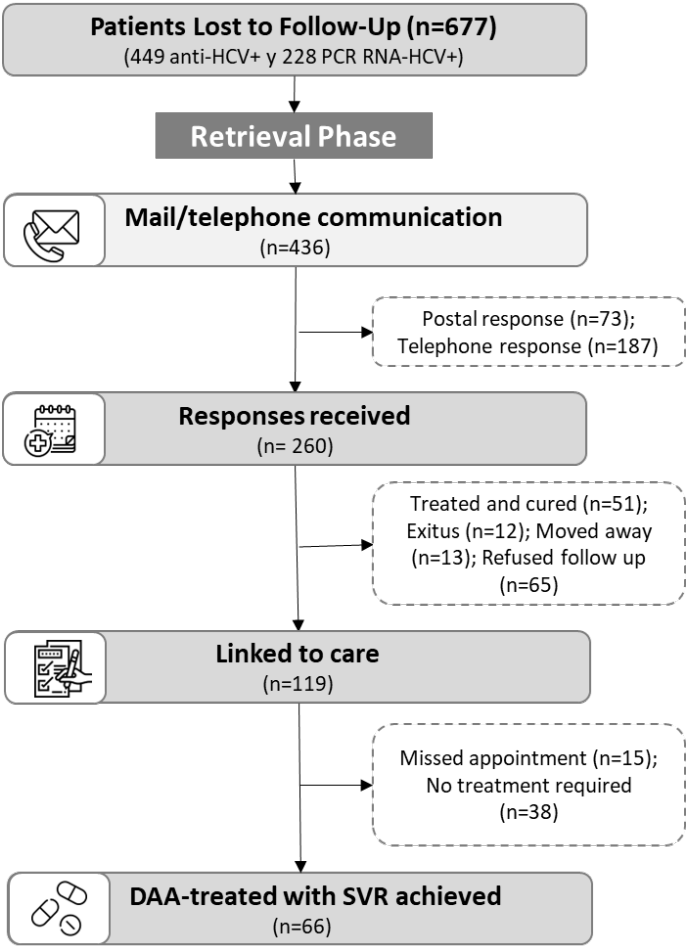 Patients Lost to Follow-Up (n=677)
(449 anti-HCV+ y 228 PCR RNA-HCV+)
Retrieval Phase
Mail/telephone communication
(n=436)
Postal response (n=73);
Telephone response (n=187)
Responses received
(n= 260)
Treated and cured (n=51);
Exitus (n=12); Moved away
(n=13); Refused follow up
(n=65)
Linked to care
(n=119)
Missed appointment (n=15);
No treatment required
(n=38)
DAA-treated with SVR achieved
(n=66)